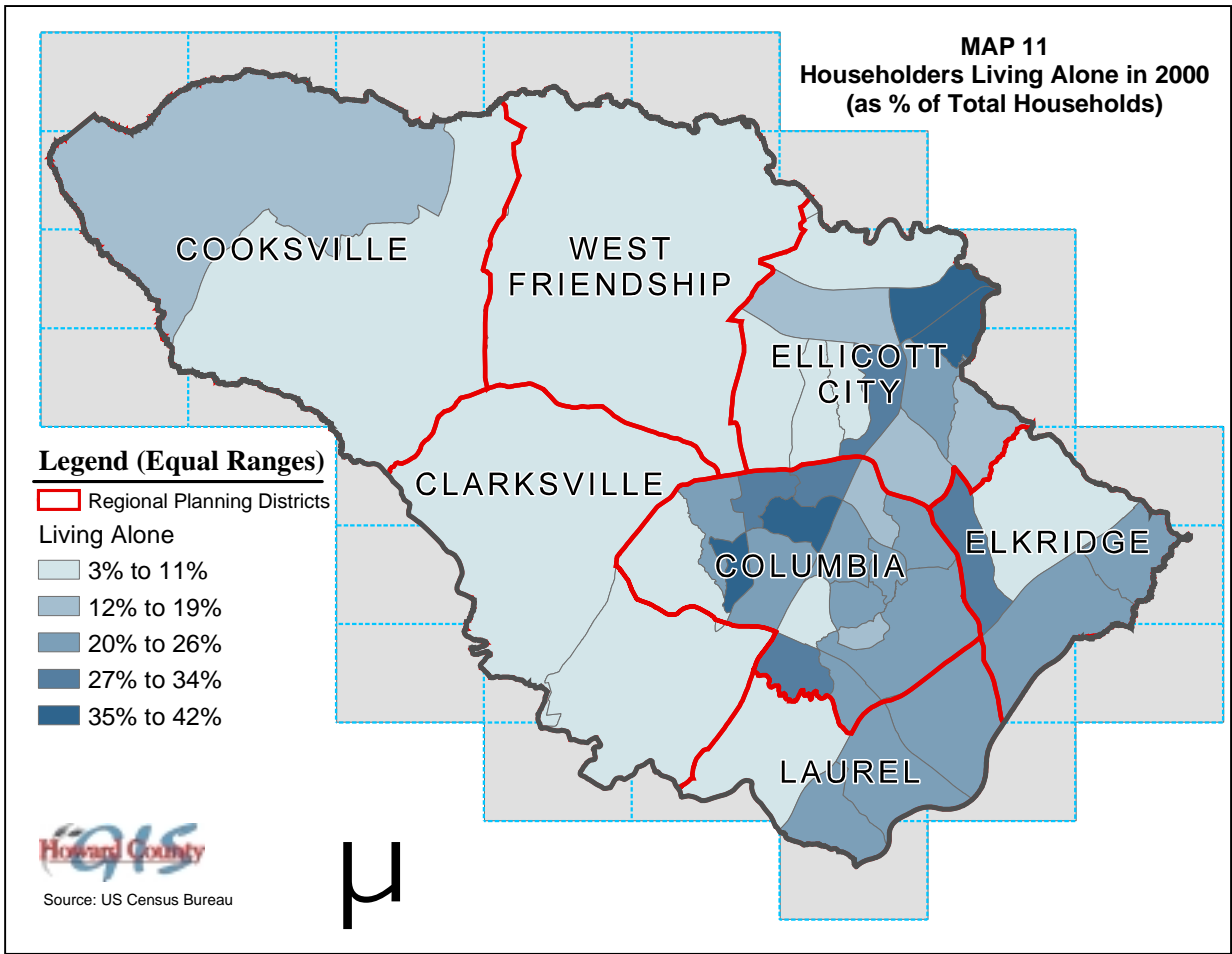 MAP 11
Householders Living Alone in 2000
(as % of Total Households)
COOKSVILLE
WEST
FRIENDSHIP
ELLICOTT
CITY
CLARKSVILLE
COLUMBIA
ELKRIDGE
LAUREL
Legend (Equal Ranges)
Regional Planning Districts
Living Alone
3% to 11%
12% to 19%
20% to 26%
27% to 34%
35% to 42%
Howard County
GIS
Source: US Census Bureau
µ